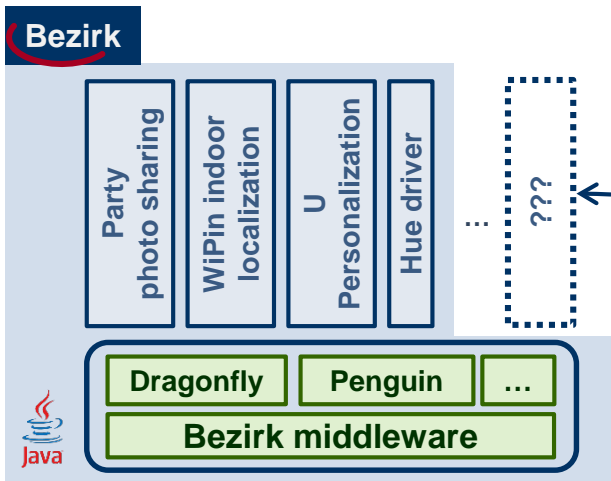 Bezirk
Party
photo sharing
WiPin indoor
localization
U
Personalization
Hue driver
...
???
Dragonfly
Penguin
...
Bezirk middleware
Java